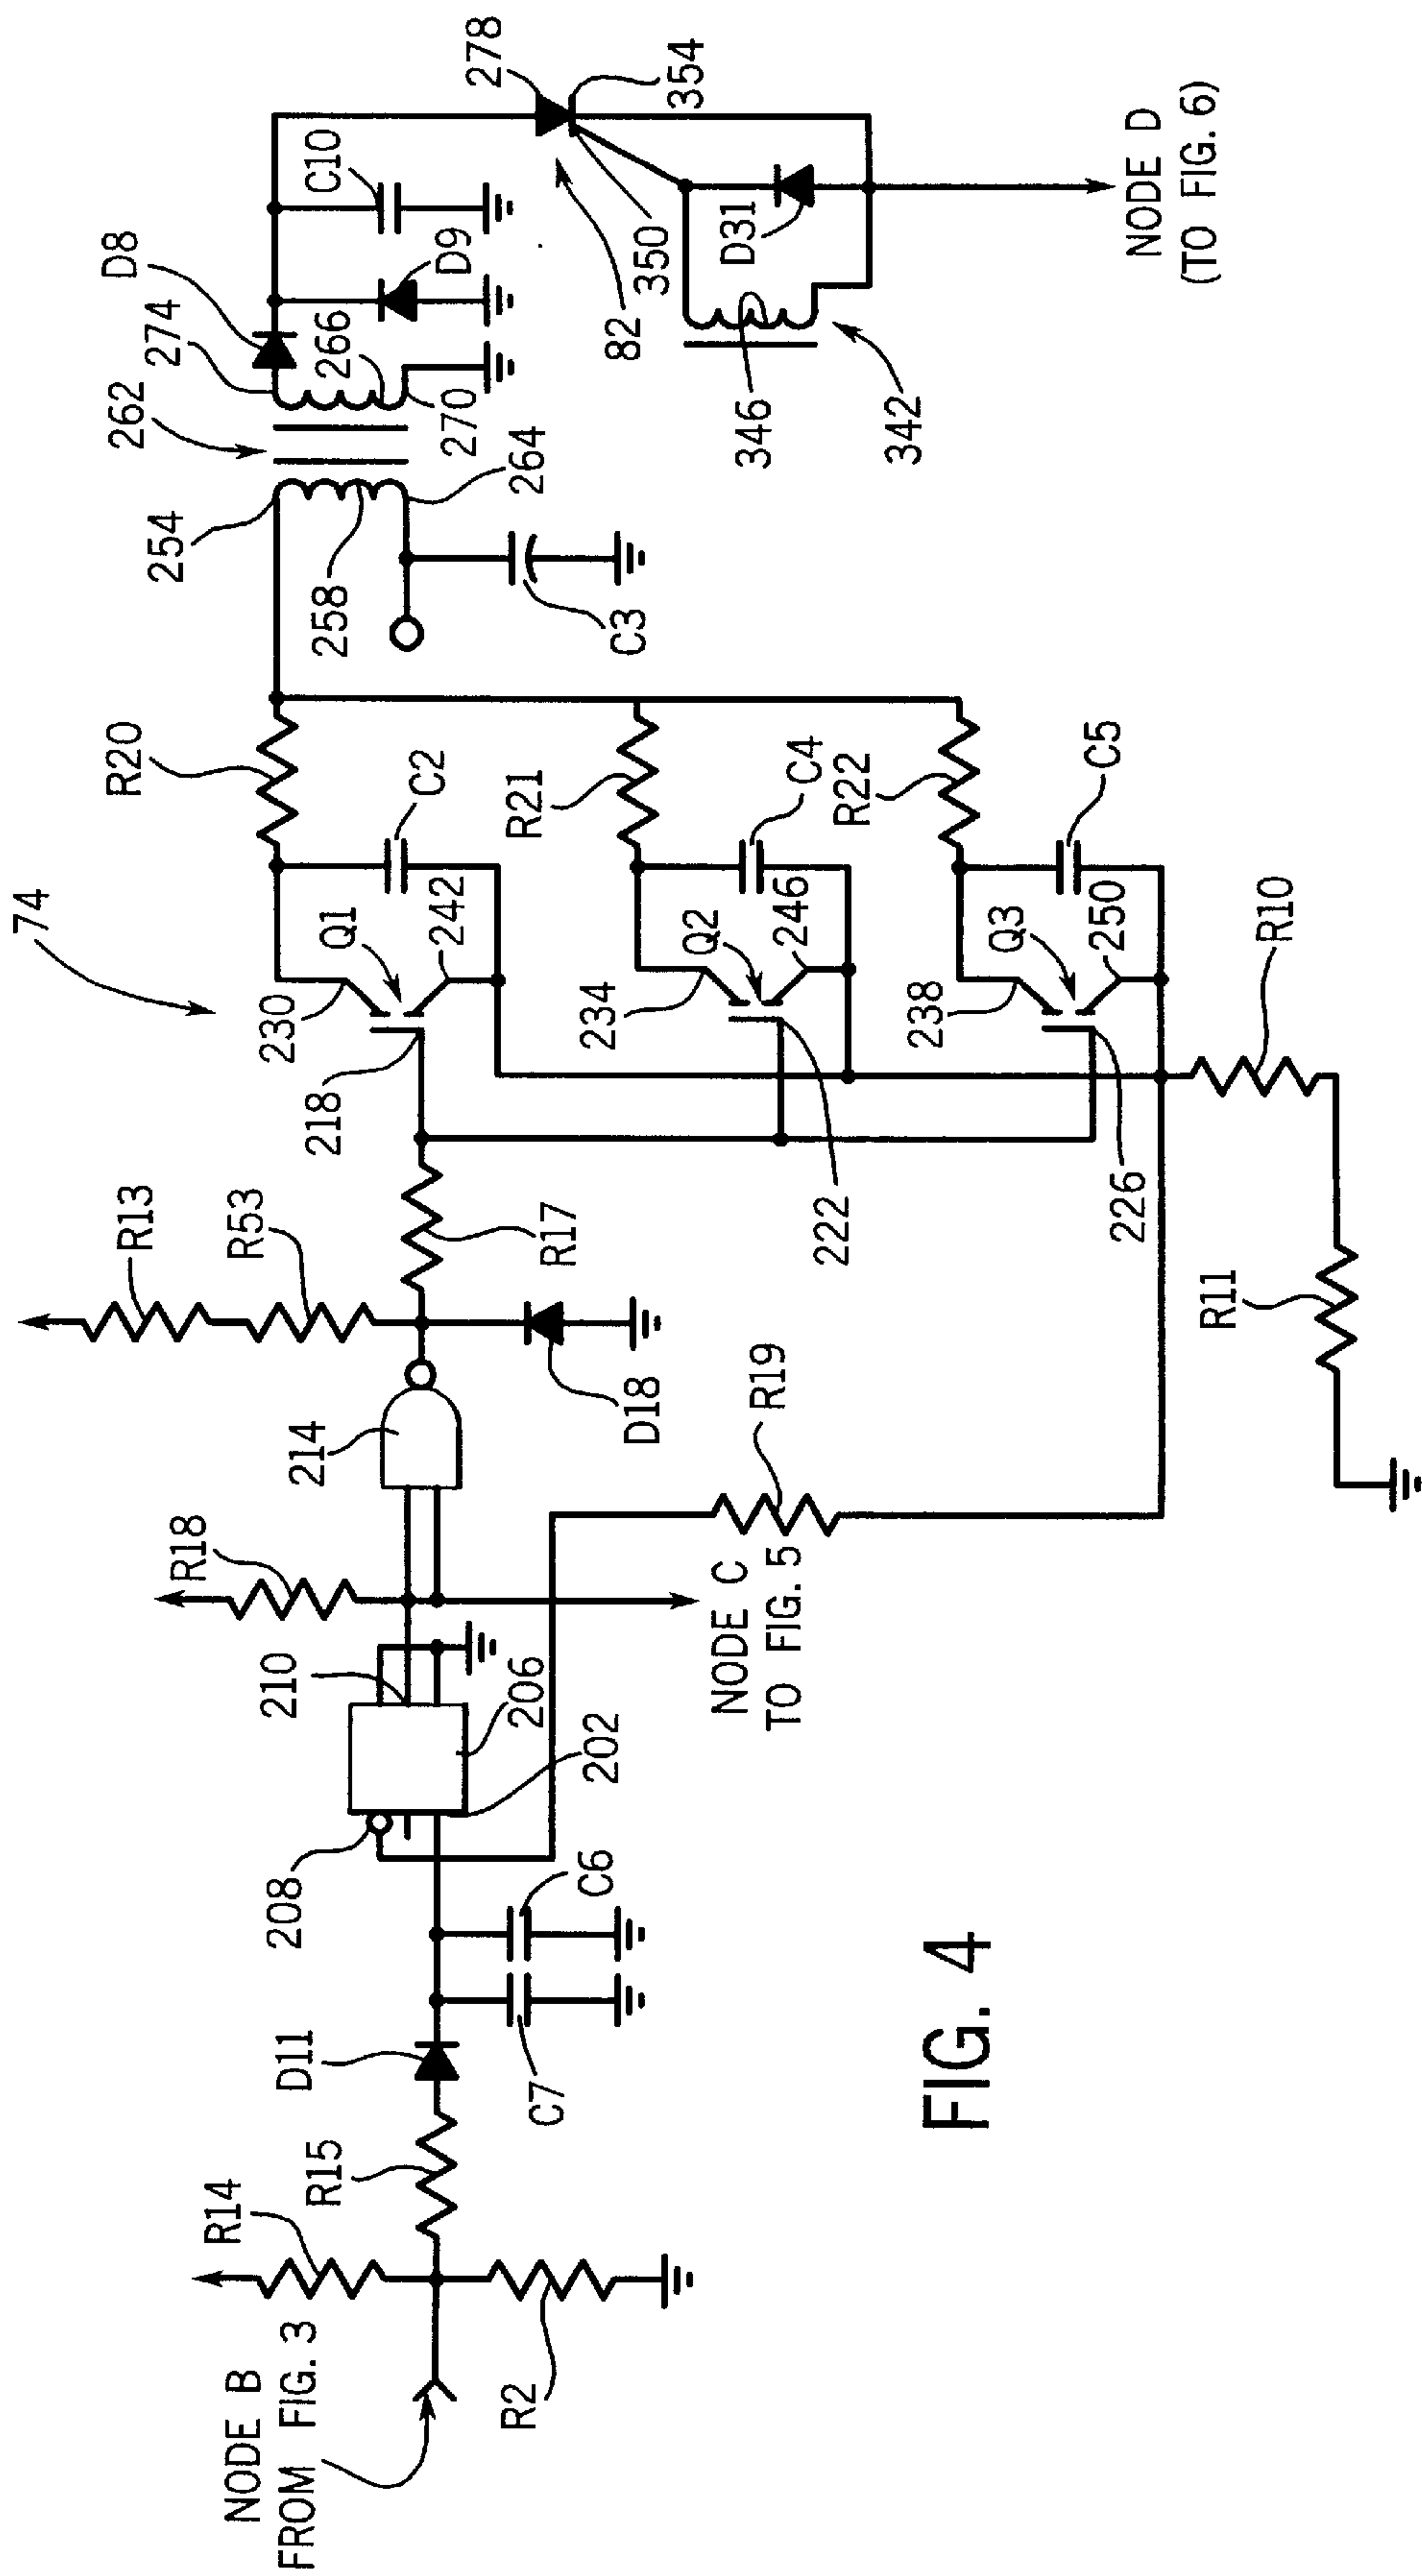 74
R20
R13
R53
R18
R14
NODE B
FROM FIG. 3
R15
D11
208
210
214
R17
218
230
Q1
242
C2
254
258
262
274
D8
266
270
264
C3
D9
C10
278
354
350
82
D31
346
342
NODE D
(TO FIG. 6)
R21
C4
Q2
234
246
222
R22
C5
Q3
238
250
226
R10
R11
R19
D18
NODE C
TO FIG. 5
206
202
C6
C7
R2
FIG. 4